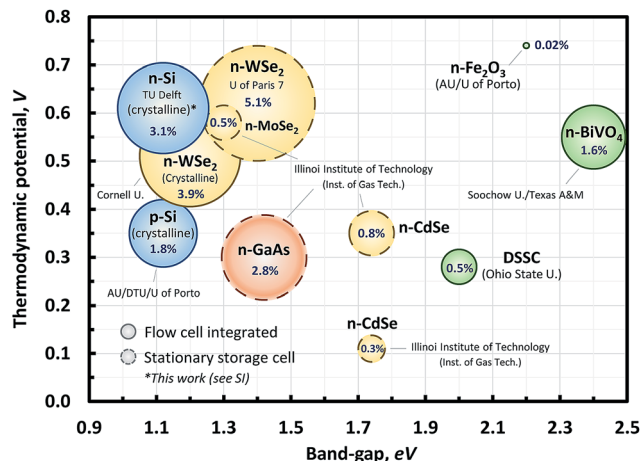 Thermodynamic potential, V
0.8
0.7
0.6
0.5
0.4
0.3
0.2
0.1
0.0
n-Si
TU Delft
(crystalline)*
3.1%
n-WSe2
U of Paris 7
5.1%
0.5%
n-MoSe2
0.02%
n-Fe2O3
(AU/U of Porto)
n-BiVO4
1.6%
Soochow U./Texas A&M
n-WSe2
(Crystalline)
3.9%
Cornell U.
Illinoi Institute of Technology
(Inst. of Gas Tech.)
p-Si
(crystalline)
1.8%
AU/DTU/U of Porto
n-GaAs
2.8%
0.8%
n-CdSe
0.5%
DSSC
(Ohio State U.)
n-CdSe
0.3%
Illinoi Institute of Technology
(Inst. of Gas Tech.)
Flow cell integrated
Stationary storage cell
*This work (see SI)
0.9 1.1 1.3 1.5 1.7 1.9 2.1 2.3 2.5
Band-gap, eV